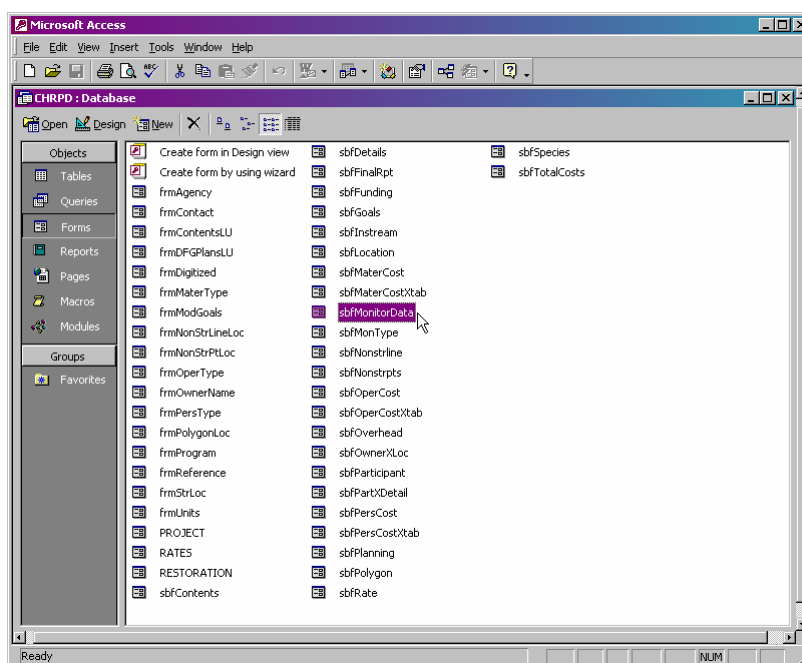 Microsoft Access
File Edit View Insert Tools Window Help
CHRPD : Database
Open Design New
Objects
Tables
Queries
Forms
Reports
Pages
Macros
Modules
Groups
Favorites
Create form in Design view
Create form by using wizard
frmAgency
frmContact
frmContentsLU
frmDFGPlansLU
frmDigitized
frmMaterType
frmModGoals
frmNonStrLineLoc
frmNonStrPtLoc
frmOperType
frmOwnerName
frmPersType
frmPolygonLoc
frmProgram
frmReference
frmStrLoc
frmUnits
PROJECT
RATES
RESTORATION
sbfContents
sbfDetails
sbfFinalRpt
sbfFunding
sbfGoals
sbfInstream
sbfLocation
sbfMaterCost
sbfMaterCostXtab
sbfMonitorData
sbfMonType
sbfNonstrline
sbfNonstrpts
sbfOperCost
sbfOperCostXtab
sbfOverhead
sbfOwnerXLoc
sbfParticipant
sbfPartXDetail
sbfPersCost
sbfPersCostXtab
sbfPlanning
sbfPolygon
sbfRate
sbfSpecies
sbfTotalCosts
Ready
NUM